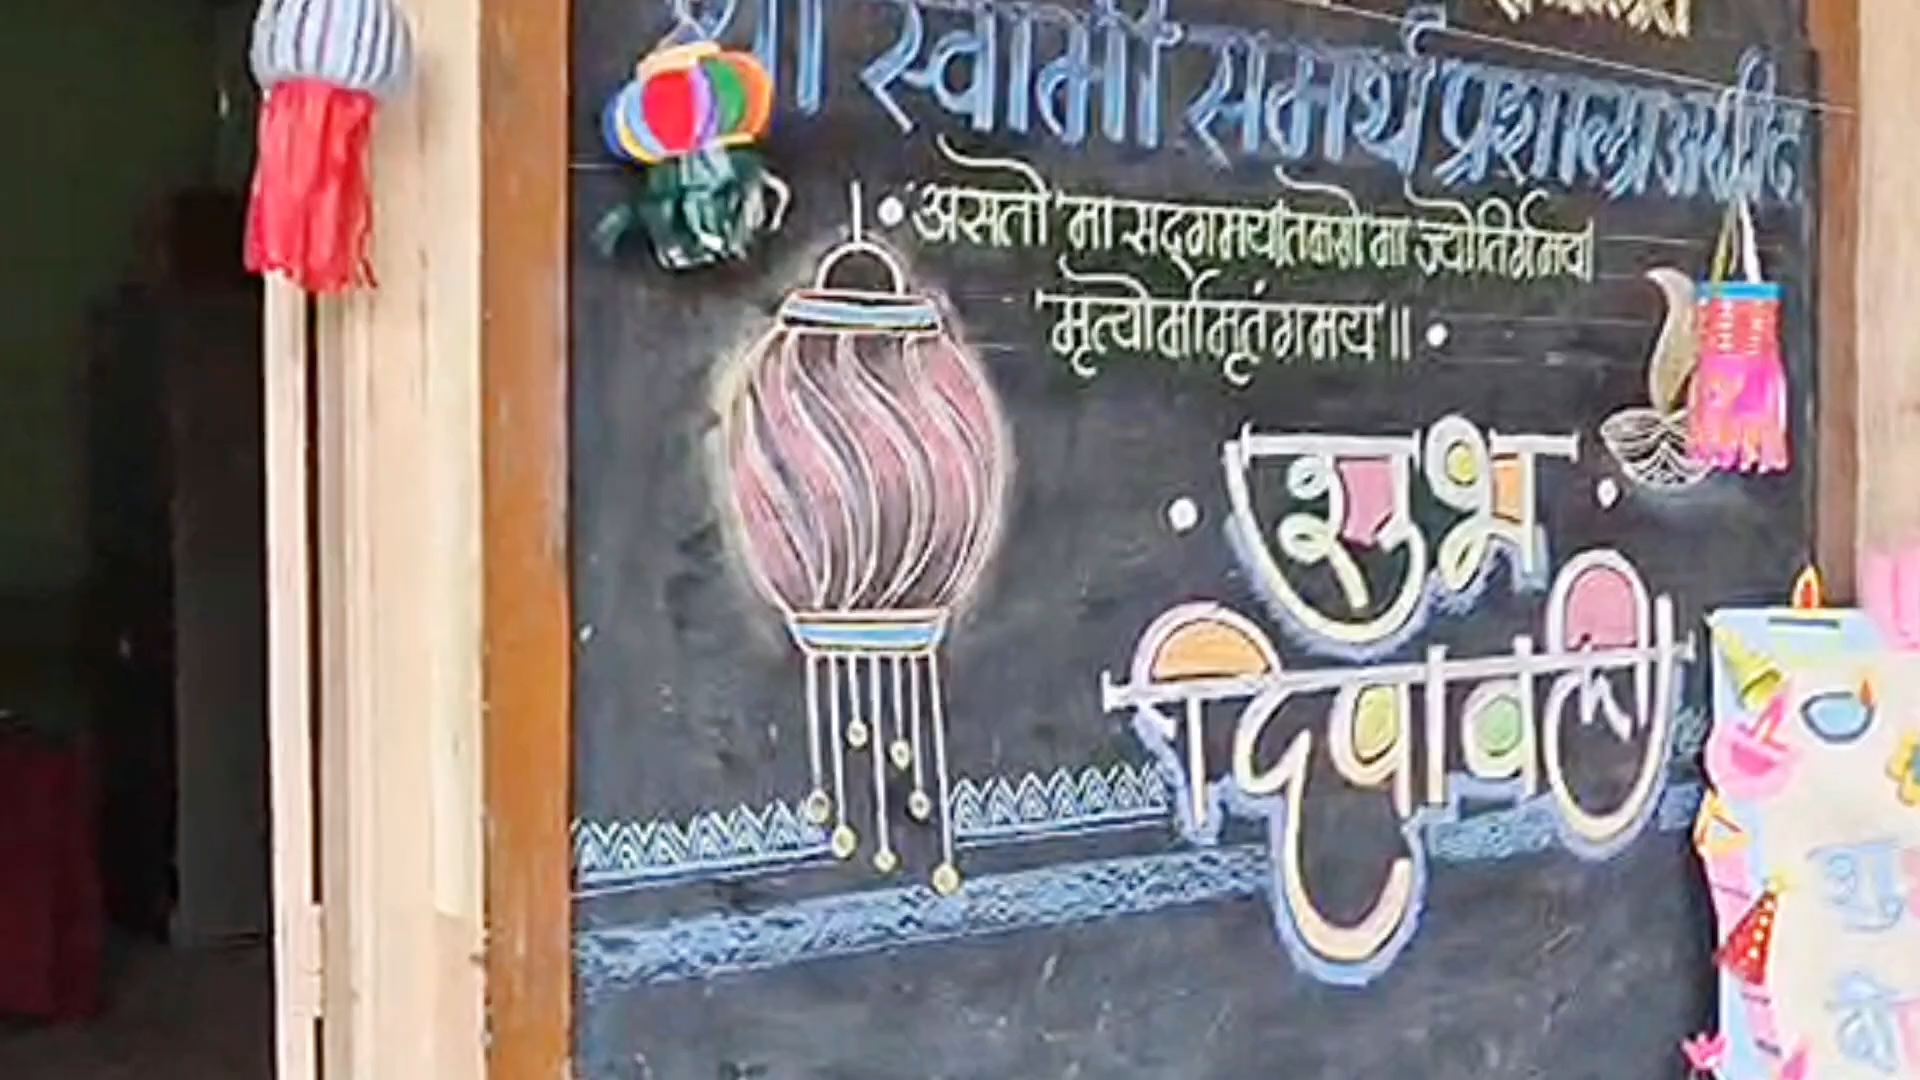 श्री स्वामी समर्थ प्रशाला
असतो मा सद्गमय। तमसो मा ज्योतिर्गमय।
मृत्योर्मामृतंगमय॥
शुभ
दिपावली
शु